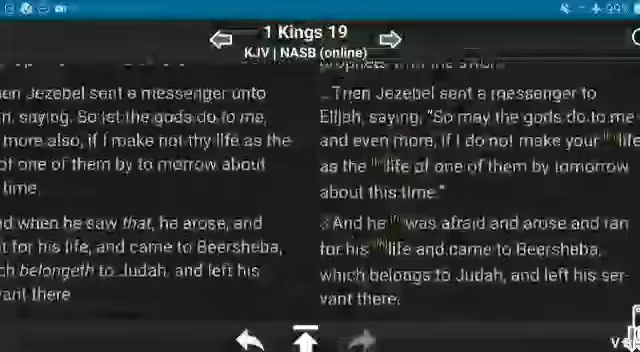 99%
1 Kings 19
KJV | NASB (online)
prophets with the sword.
Jezebel sent a messenger unto
saying, So let the gods do to me,
more also, if I make not thy life as the
of one of them by to morrow about
time.
when he saw that, he arose, and
for his life, and came to Beersheba,
belongeth to Judah, and left his
there
Then Jezebel sent a messenger to
Elijah, saying, "So may the gods do to me
and even more, if I do not make your life
as the life of one of them by tomorrow
about this time."
3 And he was afraid and arose and ran
for his life and came to Beersheba,
which belongs to Judah, and left his ser-
vant there.